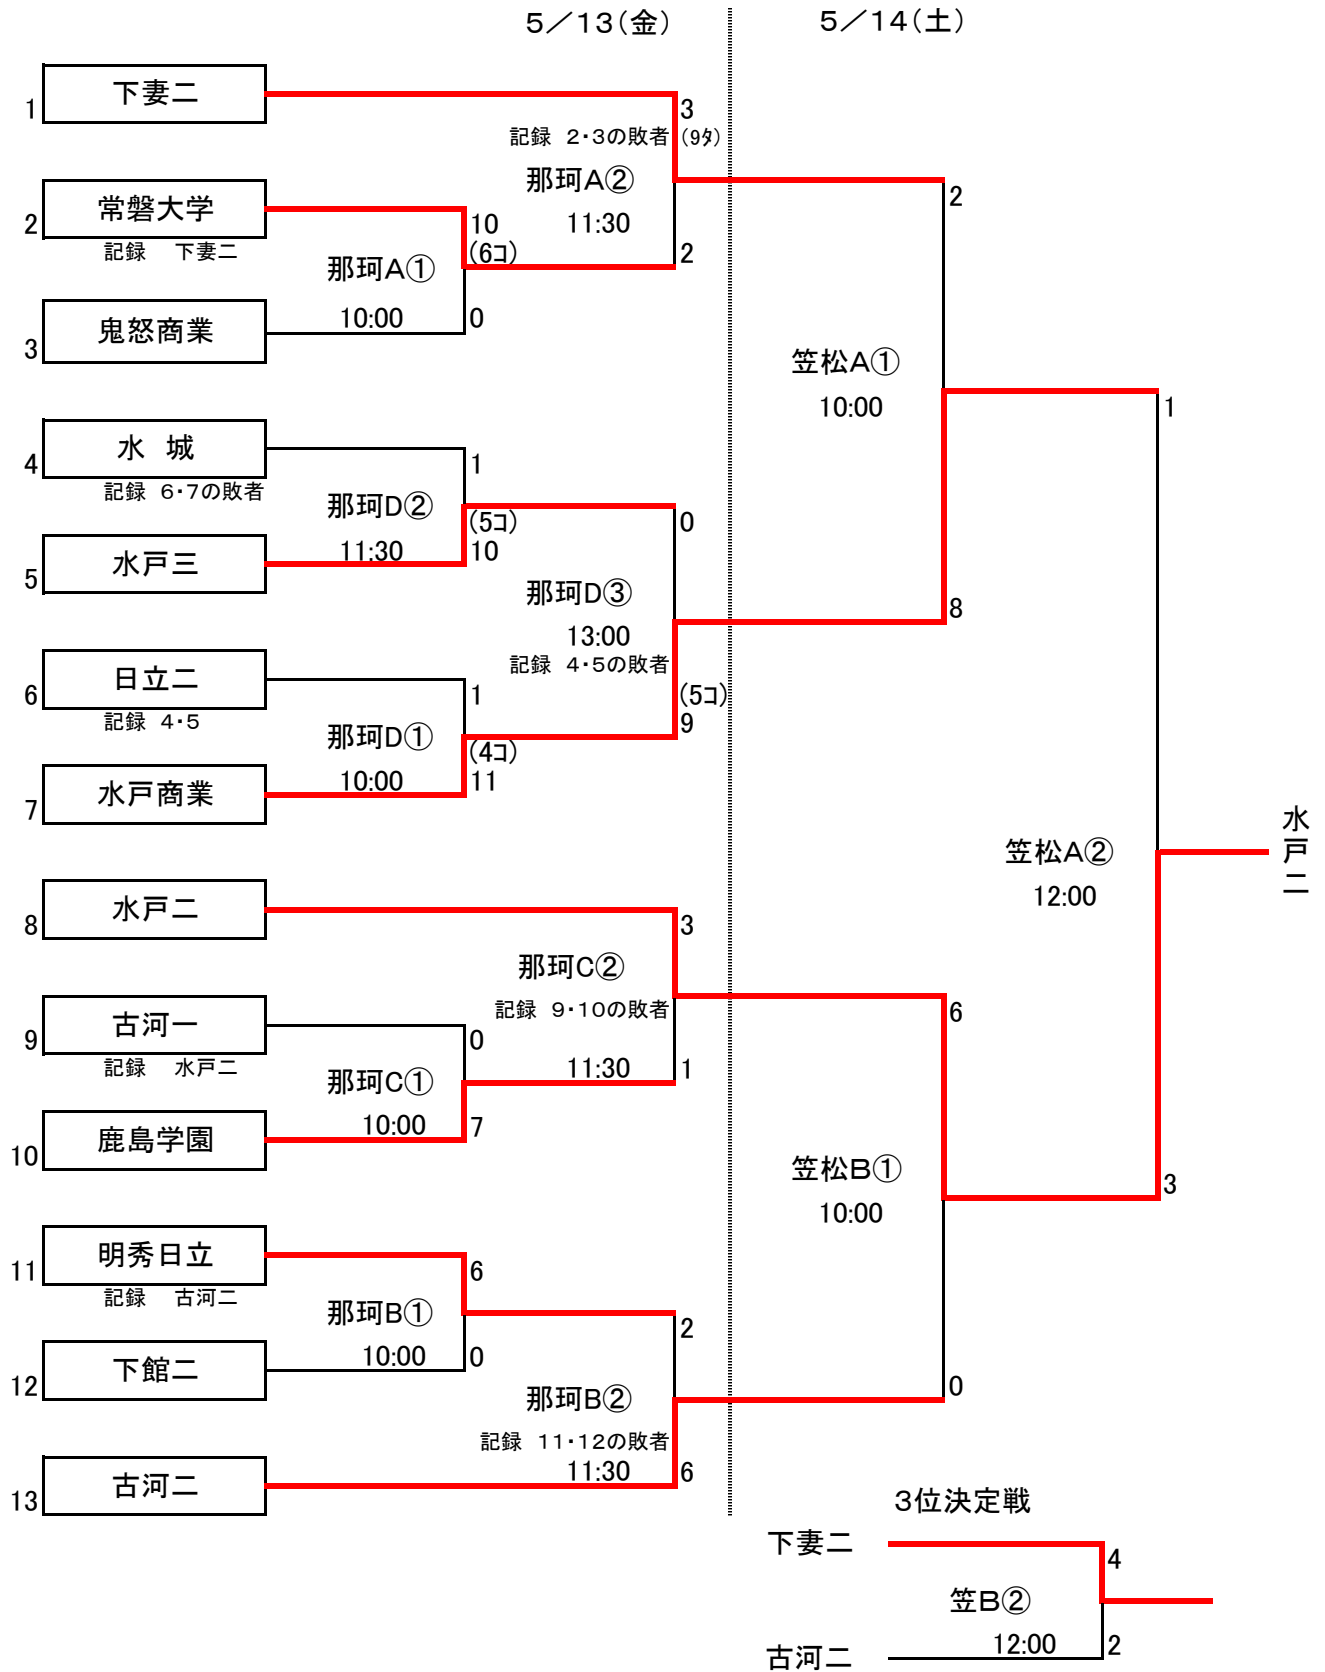 5／13(金)
5／14(土)
1
下妻二
3
記録 2・3の敗者
(9ﾀ)
那珂A②
11:30
2
2
常磐大学
記録 下妻二
10
(6コ)
2
那珂A①
10:00
0
3
鬼怒商業
笠松A①
10:00
4
水 城
記録 6・7の敗者
1
1
那珂D②
11:30
(5コ)
10
0
5
水戸三
那珂D③
13:00
記録 4・5の敗者
8
6
日立二
記録 4・5
1
(5コ)
9
那珂D①
10:00
(4コ)
11
7
水戸商業
笠松A②
12:00
水戸二
8
水戸二
3
那珂C②
記録 9・10の敗者
11:30
6
9
古河一
記録 水戸二
0
1
那珂C①
10:00
7
10
鹿島学園
笠松B①
10:00
3
11
明秀日立
記録 古河二
6
那珂B①
10:00
0
2
12
下館二
那珂B②
記録 11・12の敗者
11:30
0
13
古河二
6
3位決定戦
下妻二
4
笠B②
12:00
2
古河二